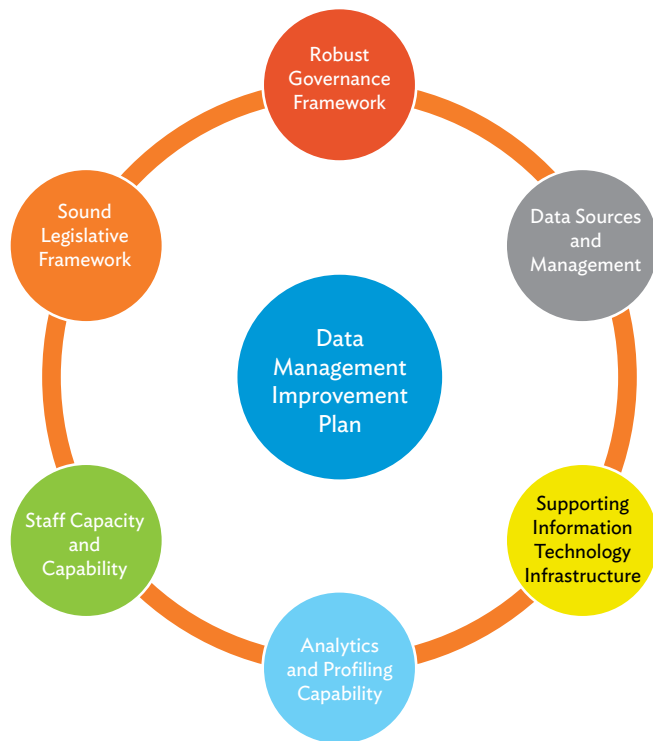 Robust
Governance
Framework
Data Sources
and
Management
Supporting
Information
Technology
Infrastructure
Analytics
and Profiling
Capability
Staff Capacity
and
Capability
Sound
Legislative
Framework
Data
Management
Improvement
Plan